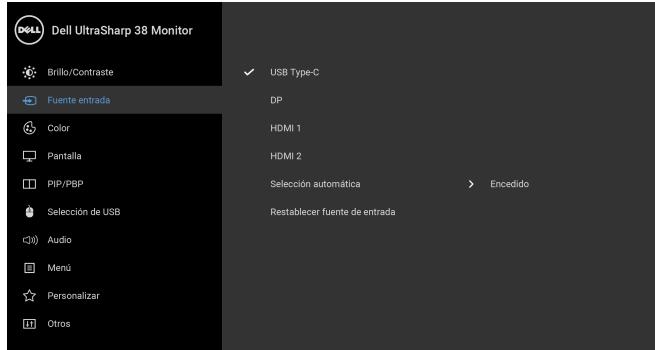 DELL Dell UltraSharp 38 Monitor
Brillo/Contraste USB Type-C
Fuente entrada DP
Color HDMI 1
Pantalla HDMI 2
PIP/PBP Selección automática Encedido
Selección de USB Restablecer fuente de entrada
Audio
Menú
Personalizar
Otros